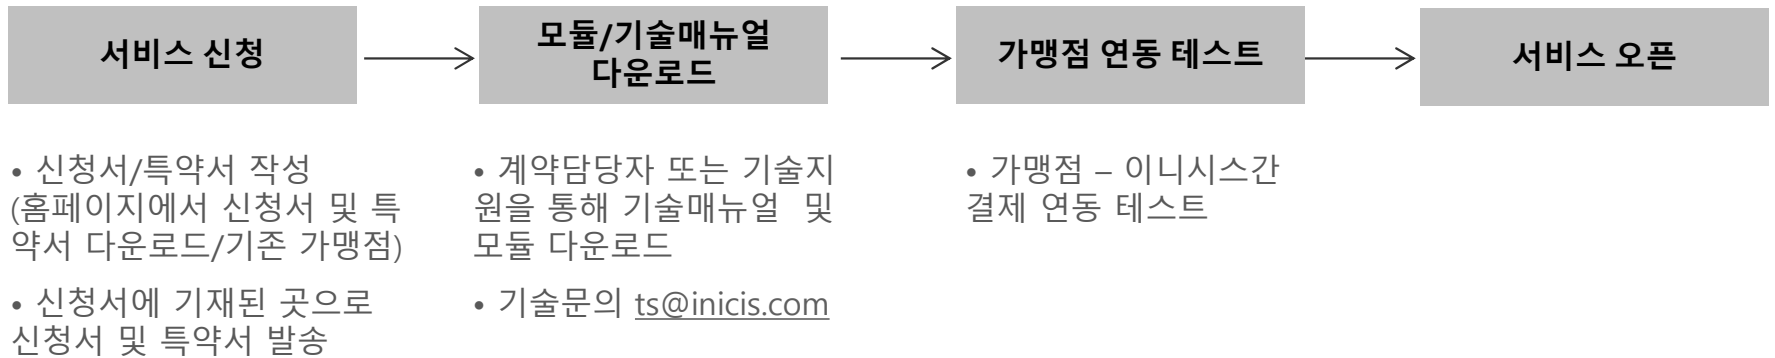 서비스 신청
모듈/기술매뉴얼
다운로드
가맹점 연동 테스트
서비스 오픈
• 신청서/특약서 작성
(홈페이지에서 신청서 및 특
약서 다운로드/기존 가맹점)
• 신청서에 기재된 곳으로
신청서 및 특약서 발송
• 계약담당자 또는 기술지
원을 통해 기술매뉴얼 및
모듈 다운로드
• 기술문의 ts@inicis.com
• 가맹점 – 이니시스간
결제 연동 테스트